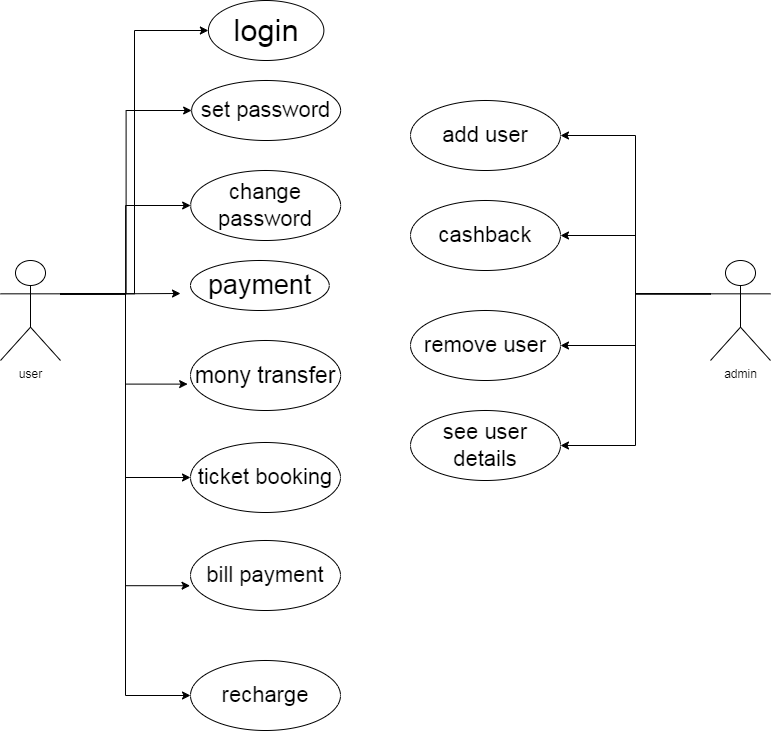 login
set password
change
password
payment
mony transfer
ticket booking
bill payment
recharge
user
add user
cashback
remove user
see user
details
admin